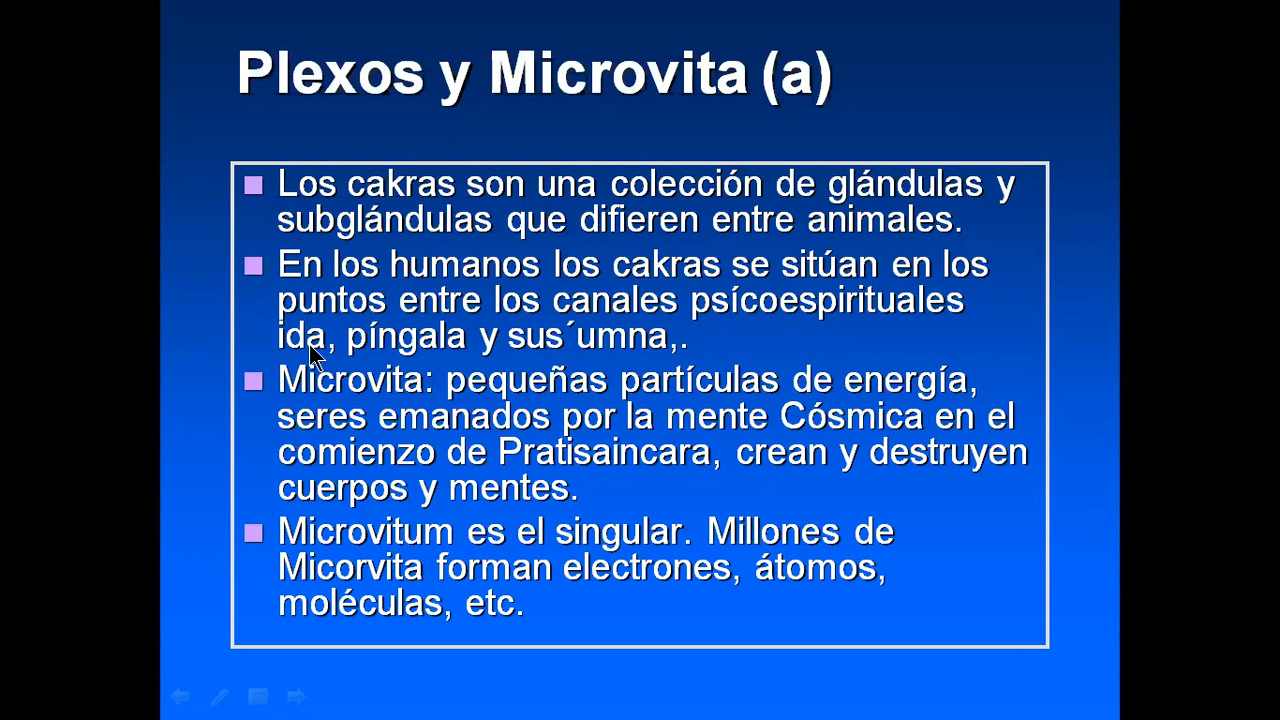 Plexos y Microvita (a)
Los cakras son una colección de glándulas y
subglándulas que difieren entre animales.
En los humanos los cakras se sitúan en los
puntos entre los canales psícoespirituales
ida, píngala y sus´umna,.
Microvita: pequeñas partículas de energía,
seres emanados por la mente Cósmica en el
comienzo de Pratisaincara, crean y destruyen
cuerpos y mentes.
Microvitum es el singular. Millones de
Micorvita forman electrones, átomos,
moléculas, etc.